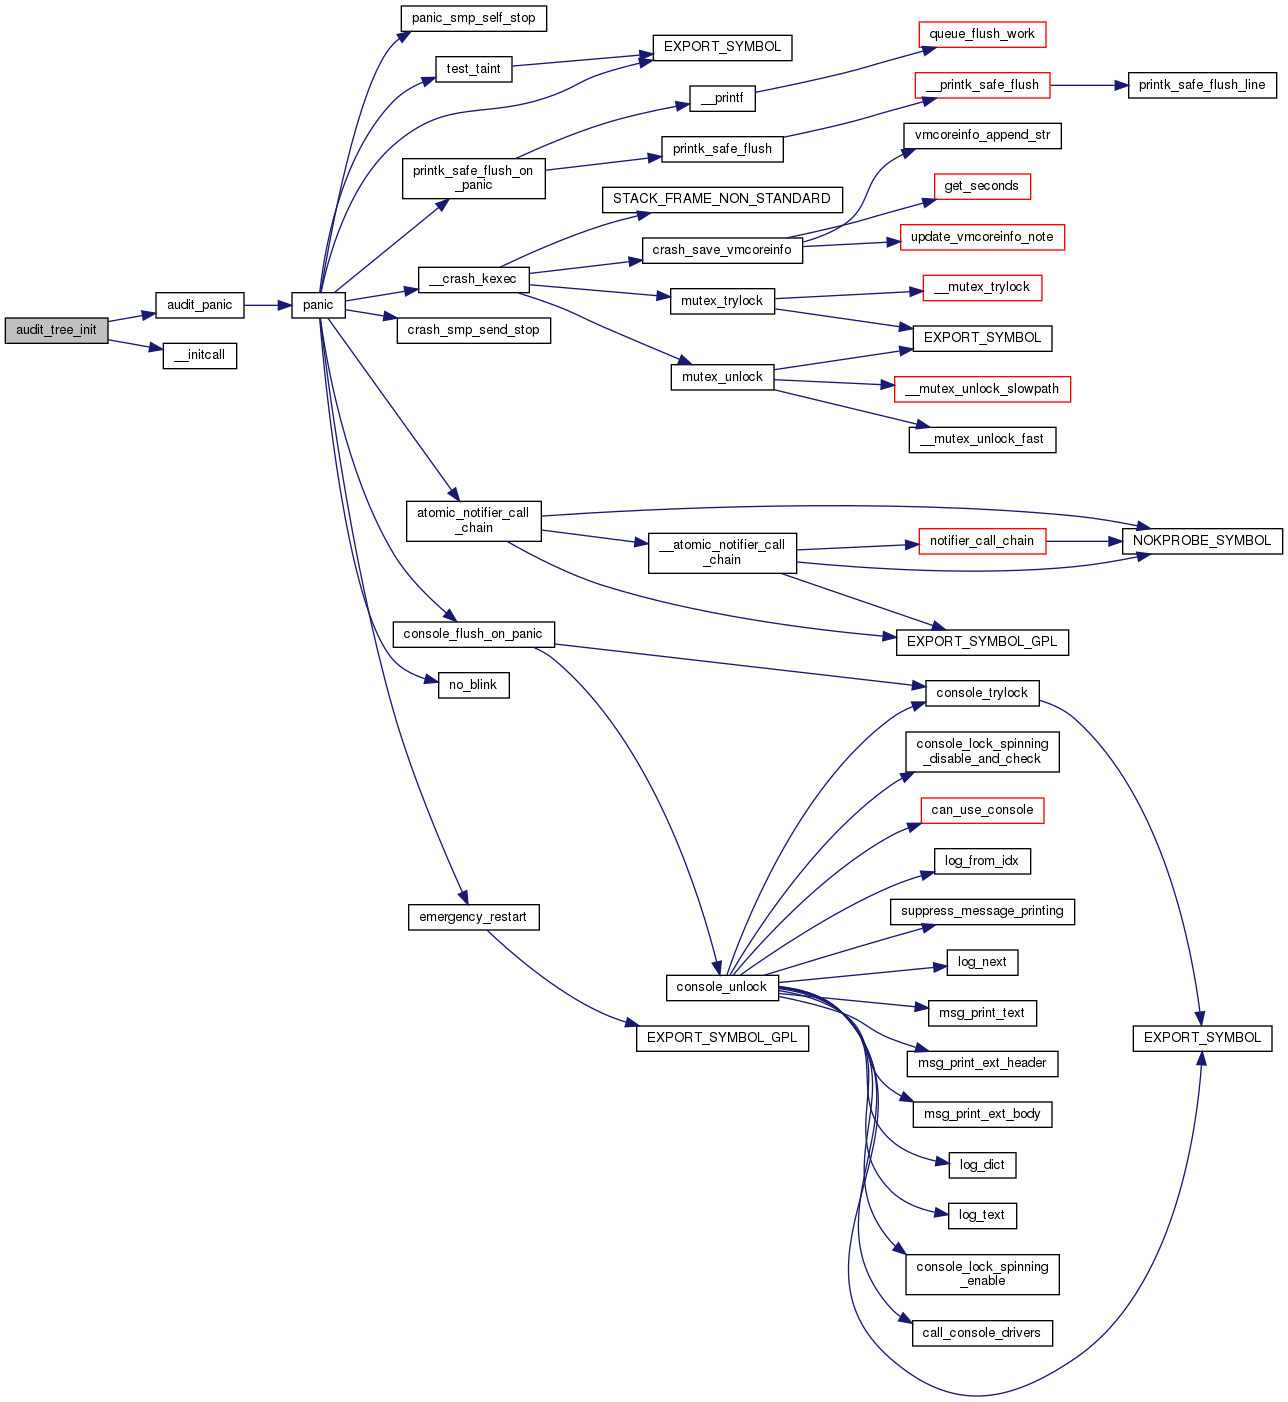 panic_smp_self_stop
queue_flush_work
EXPORT_SYMBOL
test_taint
__printk_safe_flush
printk_safe_flush_line
__printf
vmcoreinfo_append_str
printk_safe_flush
printk_safe_flush_on
_panic
get_seconds
STACK_FRAME_NON_STANDARD
update_vmcoreinfo_note
crash_save_vmcoreinfo
__crash_kexec
__mutex_trylock
mutex_trylock
audit_panic
panic
audit_tree_init
crash_smp_send_stop
EXPORT_SYMBOL
__initcall
mutex_unlock
__mutex_unlock_slowpath
__mutex_unlock_fast
atomic_notifier_call
_chain
__atomic_notifier_call
_chain
notifier_call_chain
NOKPROBE_SYMBOL
console_flush_on_panic
EXPORT_SYMBOL_GPL
no_blink
console_trylock
console_lock_spinning
_disable_and_check
can_use_console
log_from_idx
emergency_restart
suppress_message_printing
log_next
console_unlock
msg_print_text
EXPORT_SYMBOL_GPL
EXPORT_SYMBOL
msg_print_ext_header
msg_print_ext_body
log_dict
log_text
console_lock_spinning
_enable
call_console_drivers